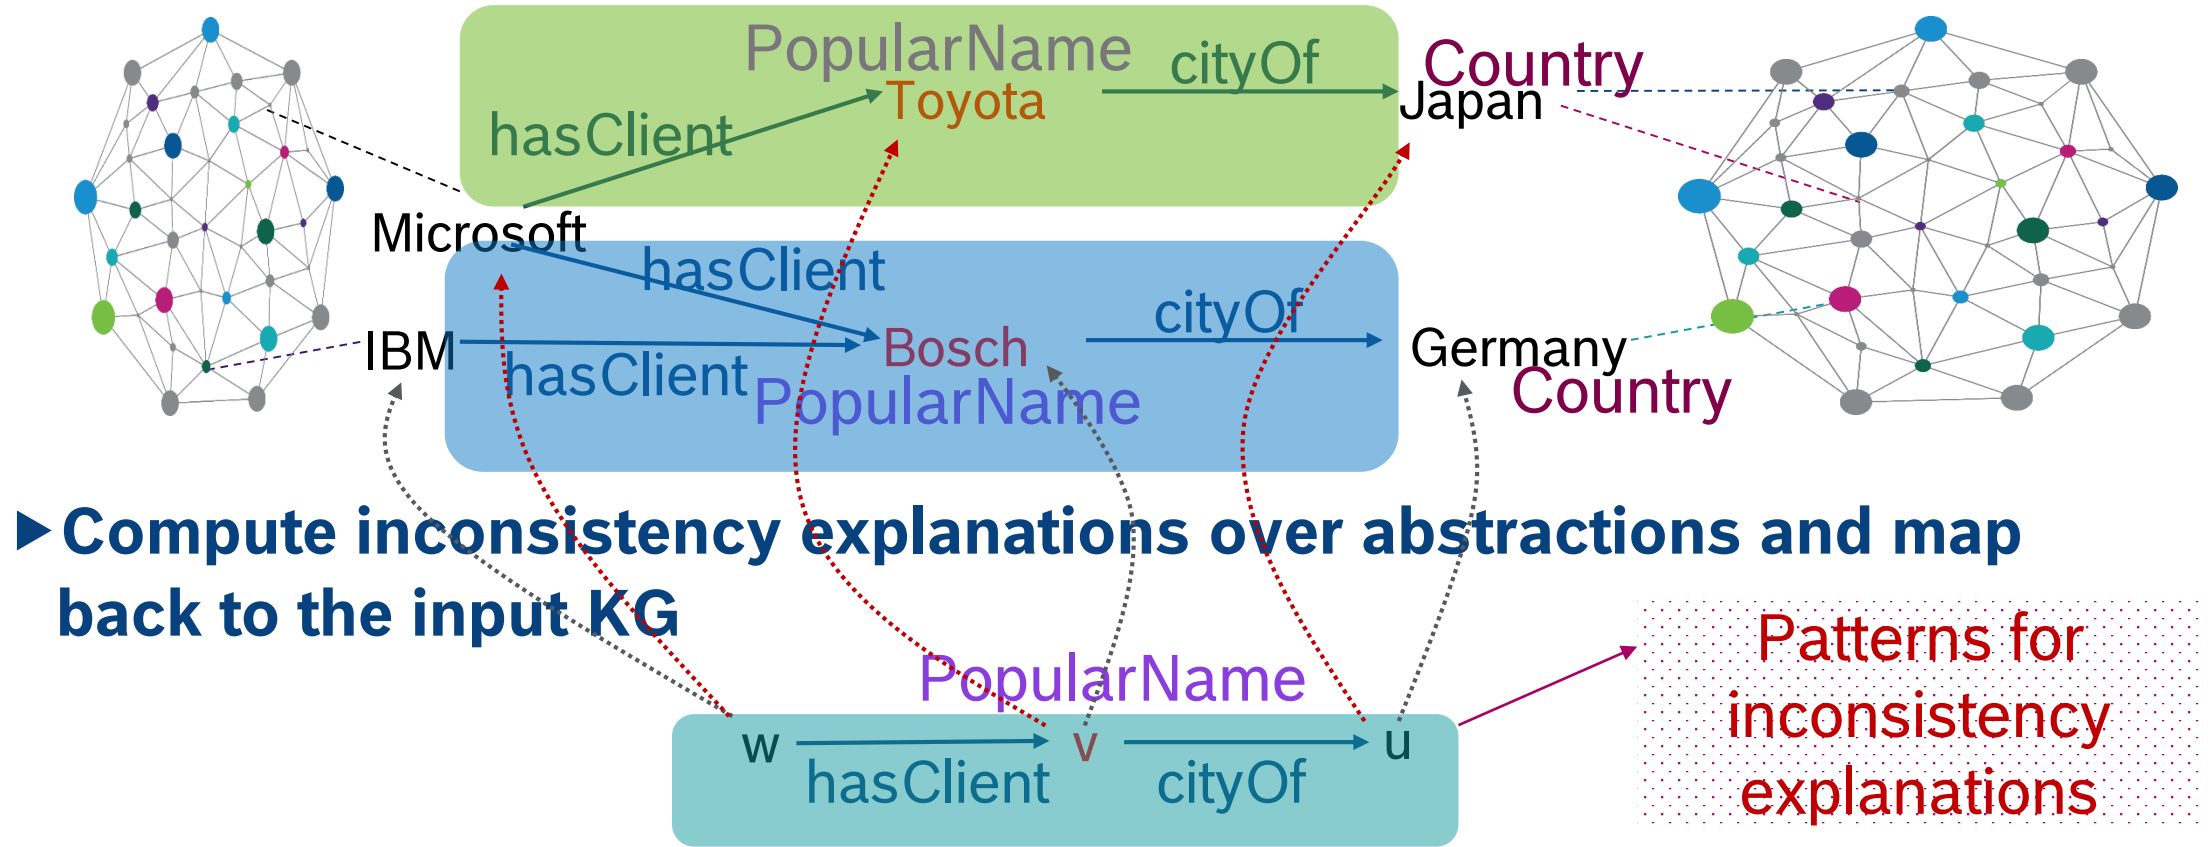 PopularName
cityOf
Country
Toyota
Japan
hasClient
Microsoft
hasClient
cityOf
IBM
Bosch
Germany
hasClient
PopularName
Country
Compute inconsistency explanations over abstractions and map
back to the input KG
PopularName
w
v
u
hasClient
cityOf
Patterns for
inconsistency
explanations